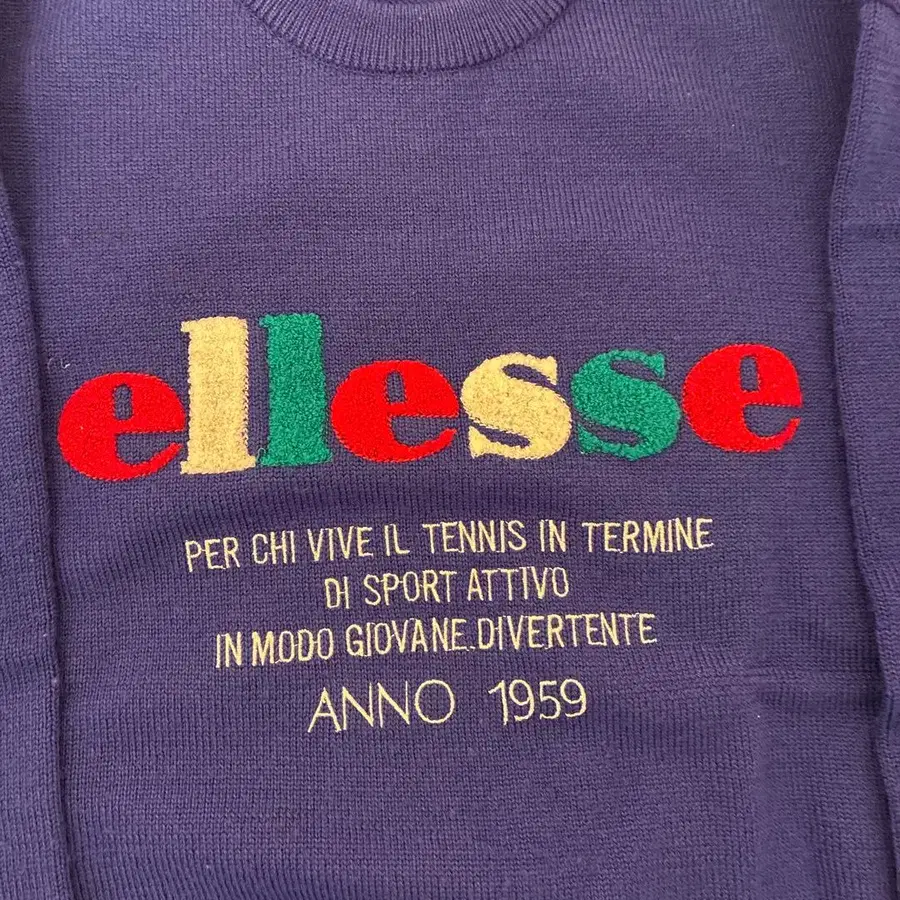 ellesse
PER CHI VIVE IL TENNIS IN TERMINE
DI SPORT ATTIVO
IN MODO GIOVANE.DIVERTENTE
ANNO 1959